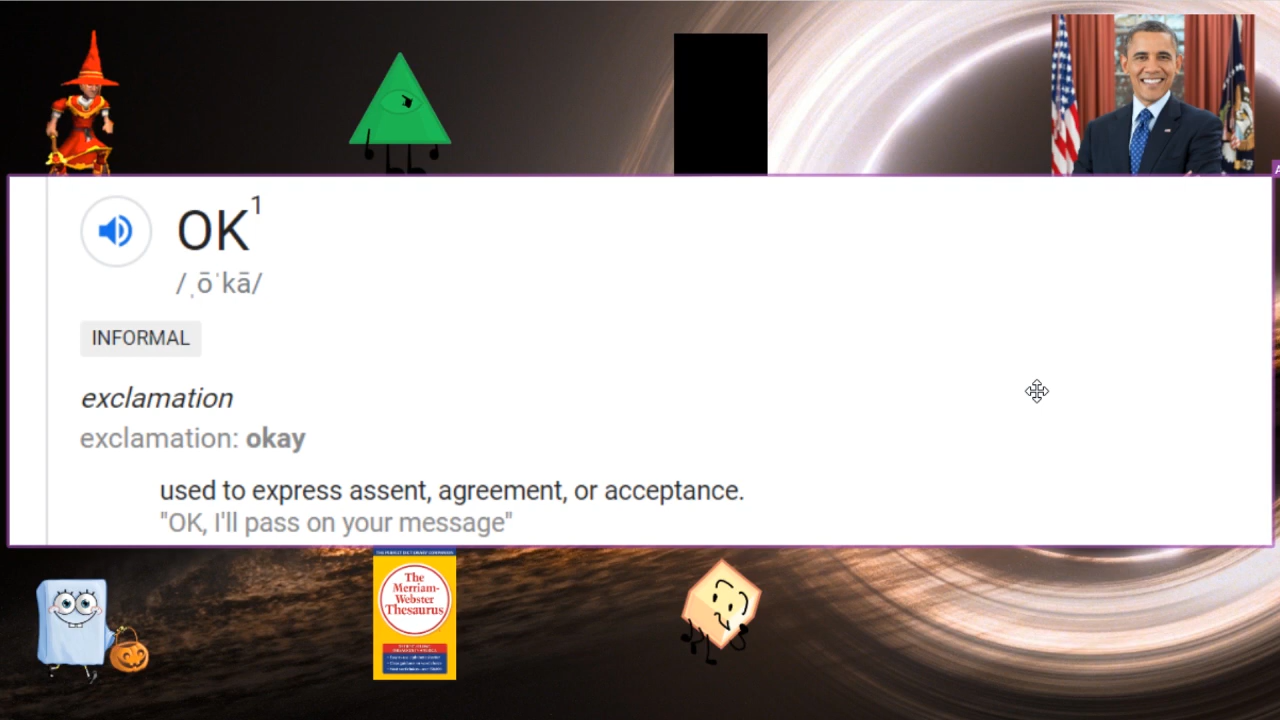 OK1
/ˌōˈkā/
INFORMAL
exclamation
exclamation: okay
used to express assent, agreement, or acceptance.
"OK, I'll pass on your message"
A
The
Merriam-
Webster
Thesaurus